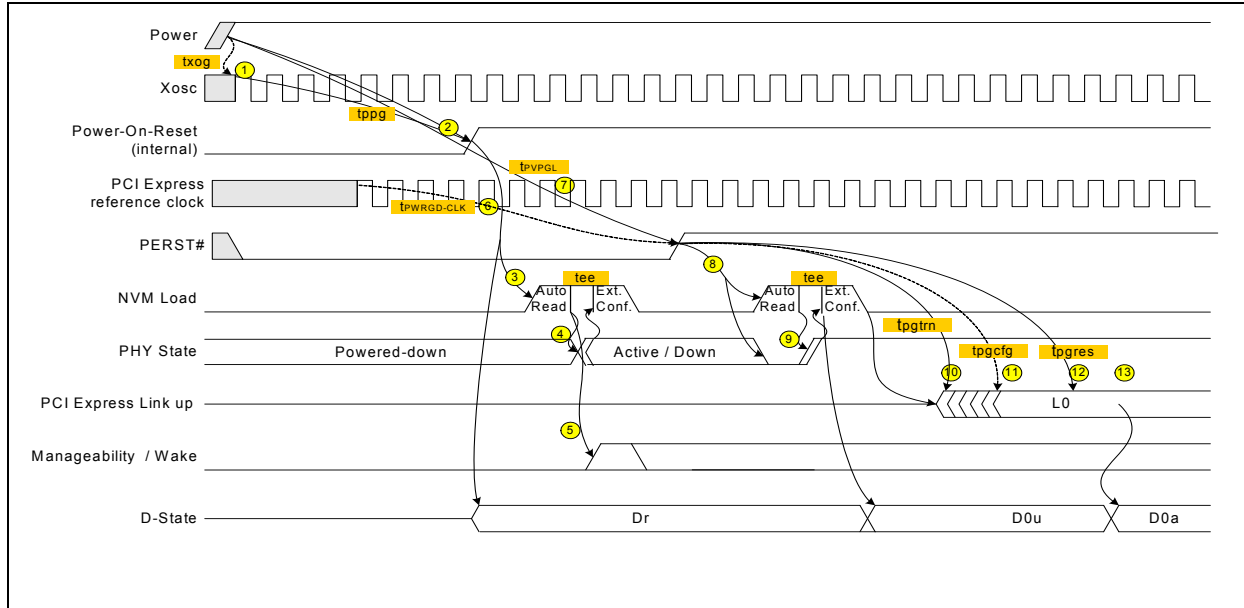 Power
txog
1
Xosc
tppg
2
Power-On-Reset
(internal)
tPVPGL
7
PCI Express
reference clock
tPWRGD-CLK
6
PERST#
3
tee
8
tee
NVM Load
Auto
Read
Ext.
Conf.
Auto
Read
Ext.
Conf.
tpgtrn
4
9
PHY State
Powered-down
Active / Down
tpgcfg
tpgres
10
11
12
13
PCI Express Link up
L0
5
Manageability / Wake
D-State
Dr
D0u
D0a